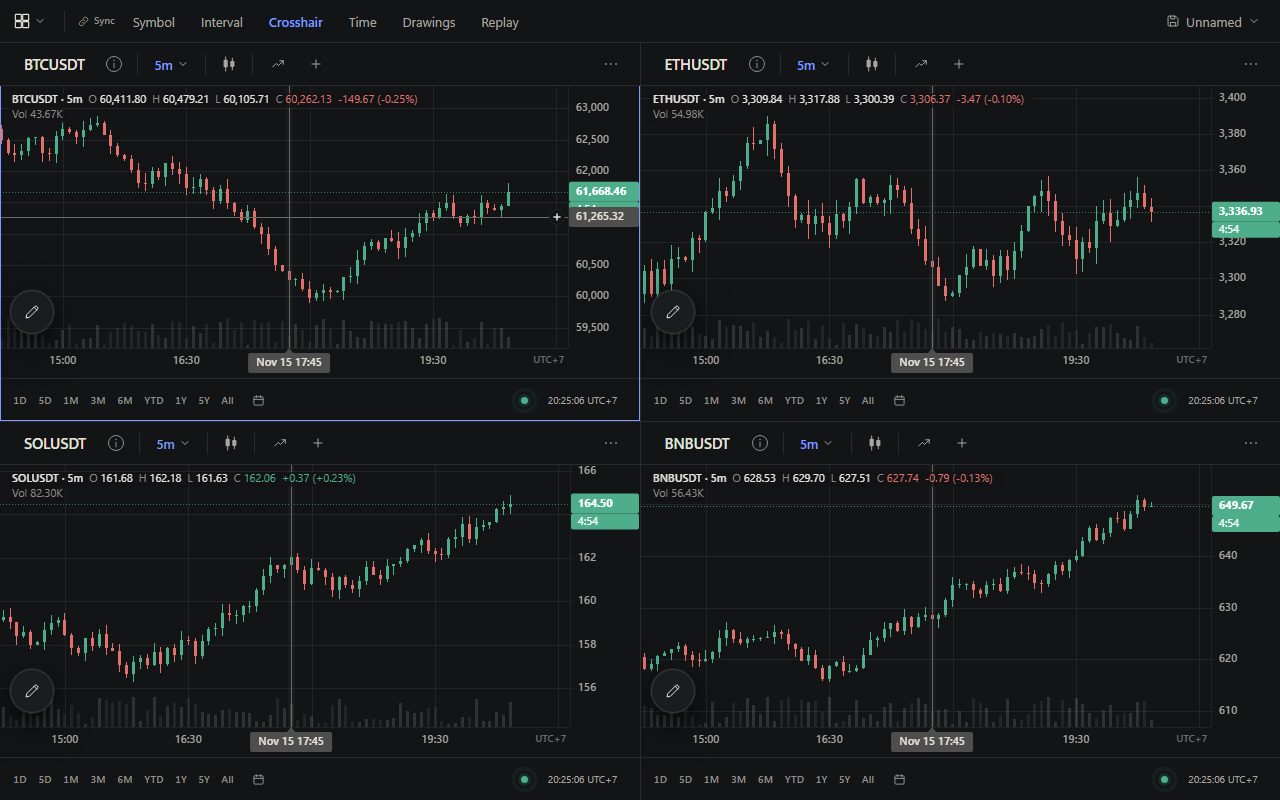 Sync Symbol Interval Crosshair Time Drawings Replay Unnamed
BTCUSDT 5m
BTCUSDT · 5m O 60,411.80 H 60,479.21 L 60,105.71 C 60,262.13 -149.67 (-0.25%)
Vol 43.67K
63,000
62,500
62,000
61,668.46
61,265.32
60,500
60,000
59,500
15:00 16:30 Nov 15 17:45 19:30 UTC+7
1D 5D 1M 3M 6M YTD 1Y 5Y All 20:25:06 UTC+7
ETHUSDT 5m
ETHUSDT · 5m O 3,309.84 H 3,317.88 L 3,300.39 C 3,306.37 -3.47 (-0.10%)
Vol 54.98K
3,400
3,380
3,360
3,336.93
4:54
3,320
3,300
3,280
15:00 16:30 Nov 15 17:45 19:30 UTC+7
1D 5D 1M 3M 6M YTD 1Y 5Y All 20:25:06 UTC+7
SOLUSDT 5m
SOLUSDT · 5m O 161.68 H 162.18 L 161.63 C 162.06 +0.37 (+0.23%)
Vol 82.30K
166
164.50
4:54
162
160
158
156
15:00 16:30 Nov 15 17:45 19:30 UTC+7
1D 5D 1M 3M 6M YTD 1Y 5Y All 20:25:06 UTC+7
BNBUSDT 5m
BNBUSDT · 5m O 628.53 H 629.70 L 627.51 C 627.74 -0.79 (-0.13%)
Vol 56.43K
649.67
4:54
640
630
620
610
15:00 16:30 Nov 15 17:45 19:30 UTC+7
1D 5D 1M 3M 6M YTD 1Y 5Y All 20:25:06 UTC+7